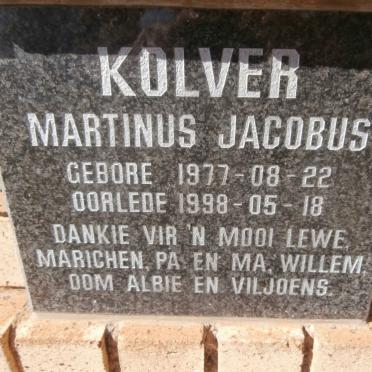 KOLVER
MARTINUS JACOBUS
GEBORE 1977-08-22
OORLEDE 1998-05-18
DANKIE VIR 'N MOOI LEWE,
MARICHEN, PA EN MA, WILLEM,
OOM ALBIE EN VILJOENS.